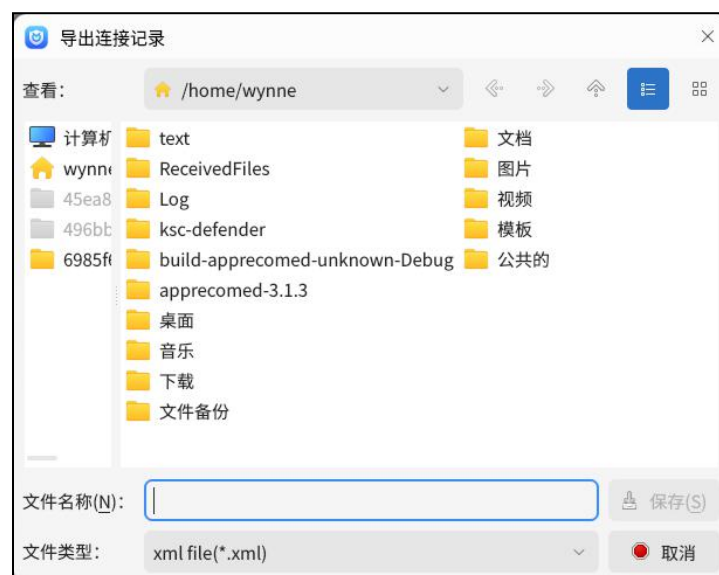 导出连接记录
查看：
/home/wynne
计算机
wynne
45ea8
496bb
6985f6
text
ReceivedFiles
Log
ksc-defender
build-apprecomed-unknown-Debug
apprecomed-3.1.3
桌面
音乐
下载
文件备份
文档
图片
视频
模板
公共的
文件名称(N)：
保存(S)
文件类型：
xml file(*.xml)
取消